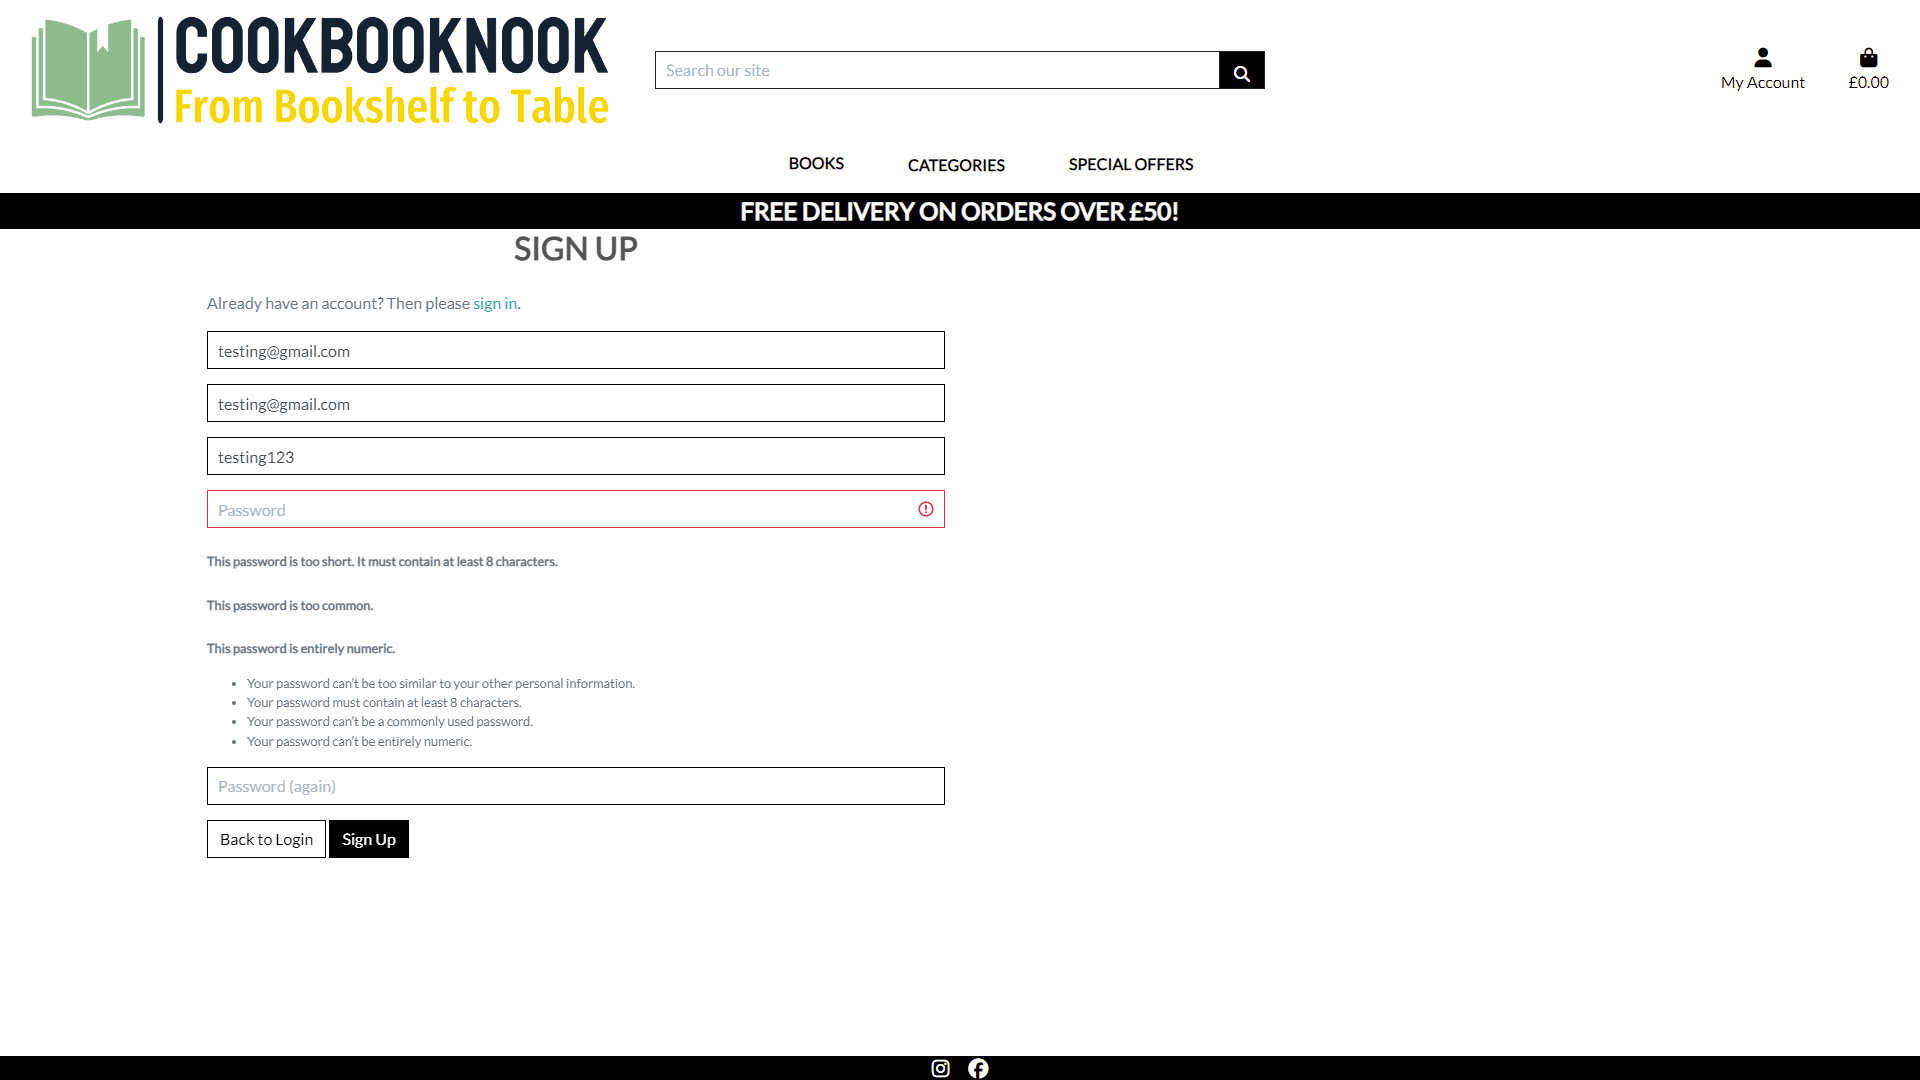 COOKBOOKNOOK
From Bookshelf to Table
Search our site
My Account
£0.00
BOOKS
CATEGORIES
SPECIAL OFFERS
FREE DELIVERY ON ORDERS OVER £50!
SIGN UP
Already have an account? Then please sign in.
testing@gmail.com
testing@gmail.com
testing123
Password
This password is too short. It must contain at least 8 characters.
This password is too common.
This password is entirely numeric.
• Your password can’t be too similar to your other personal information.
• Your password must contain at least 8 characters.
• Your password can’t be a commonly used password.
• Your password can’t be entirely numeric.
Password (again)
Back to Login
Sign Up